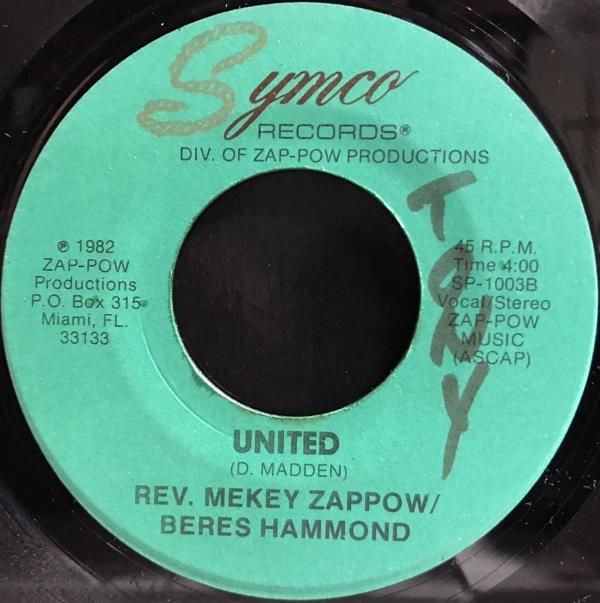 Symco
RECORDS®
DIV. OF ZAP-POW PRODUCTIONS
℗ 1982
ZAP-POW
Productions
P.O. Box 315
Miami, FL.
33133
45 R.P.M.
Time 4:00
SP-1003B
Vocal/Stereo
ZAP-POW
MUSIC
(ASCAP)
TONY
UNITED
(D. MADDEN)
REV. MEKEY ZAPPOW/
BERES HAMMOND